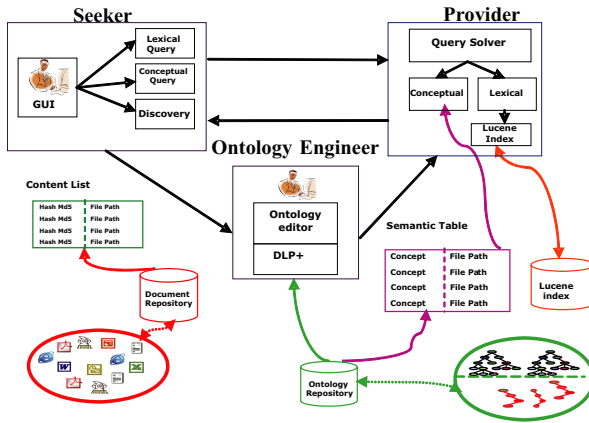 Seeker
Provider
Lexical
Query
Conceptual
Query
Discovery
GUI
Query Solver
Conceptual
Lexical
Lucene
Index
Ontology Engineer
Ontology
editor
DLP+
Content List
Hash Md5 File Path
Hash Md5 File Path
Hash Md5 File Path
Hash Md5 File Path
Semantic Table
Concept File Path
Concept File Path
Concept File Path
Concept File Path
Document
Repository
Lucene
index
Ontology
Repository